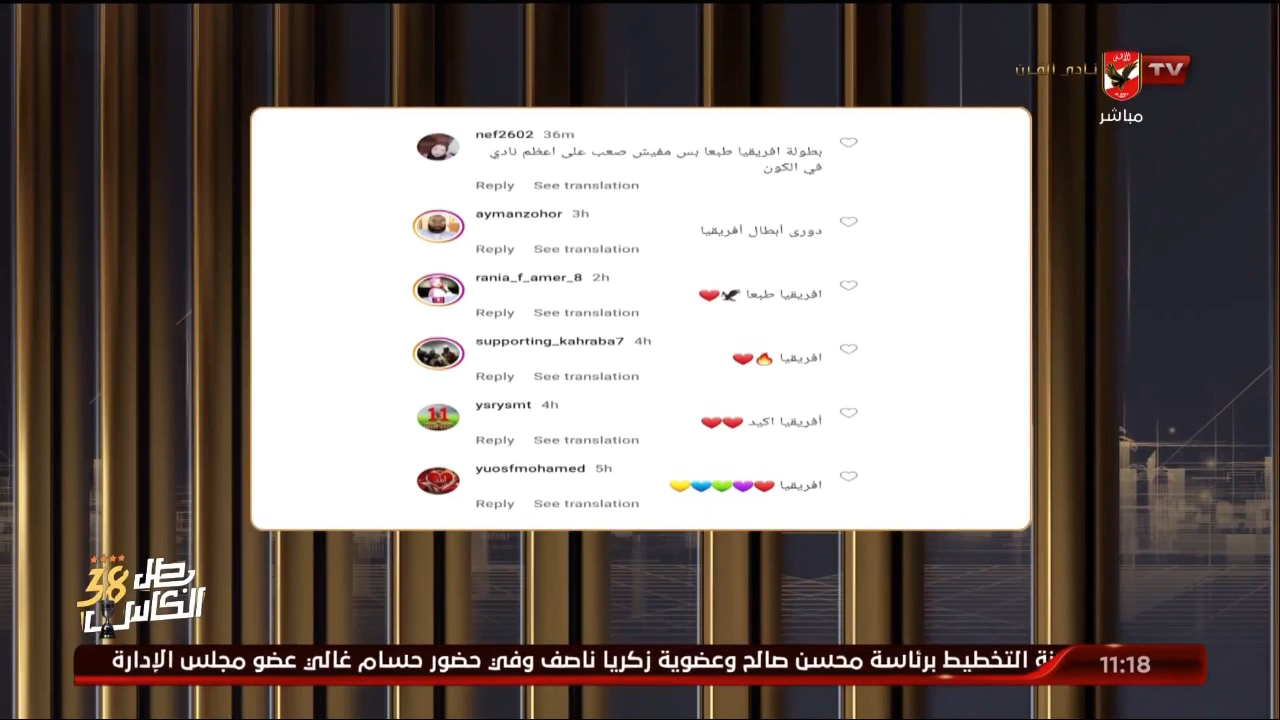 نادي القرن
TV
مباشر
nef2602 36m
بطولة افريقيا طبعا بس مفيش صعب على اعظم نادي
في الكون
Reply See translation
aymanzohor 3h
دورى أبطال أفريقيا
Reply See translation
rania_f_amer_8 2h
افريقيا طبعا 🦅❤️
Reply See translation
supporting_kahraba7 4h
افريقيا 🔥❤️
Reply See translation
ysrysmt 4h
أفريقيا اكيد ❤️❤️
Reply See translation
yuosfmohamed 5h
افريقيا ❤️💜💚💙💛
Reply See translation
بطل 38
الكاس
نة التخطيط برئاسة محسن صالح وعضوية زكريا ناصف وفي حضور حسام غالي عضو مجلس الإدارة
11:18